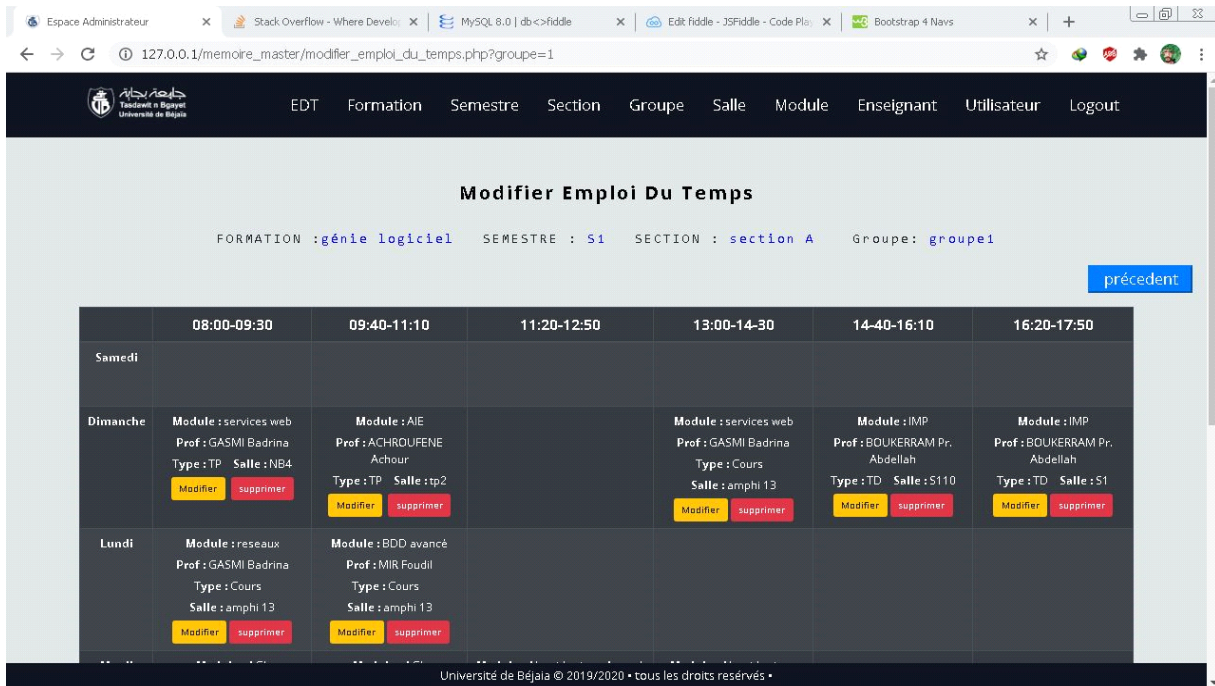 Espace Administrateur
Stack Overflow - Where Develo
MySQL 8.0 | db<>fiddle
Edit fiddle - JSFiddle - Code Pla
Bootstrap 4 Navs
127.0.0.1/memoire_master/modifier_emploi_du_temps.php?groupe=1
Tasdawit n Bgayet
Université de Béjaïa
EDT Formation Semestre Section Groupe Salle Module Enseignant Utilisateur Logout
Modifier Emploi Du Temps
FORMATION :génie logiciel SEMESTRE : S1 SECTION : section A Groupe: groupe1
précedent
08:00-09:30 09:40-11:10 11:20-12:50 13:00-14-30 14-40-16:10 16:20-17:50
Samedi
Dimanche
Module : services web
Prof : GASMI Badrina
Type : TP Salle : NB4
Modifier supprimer
Module : AIE
Prof : ACHROUFENE
Achour
Type : TP Salle : tp2
Modifier supprimer
Module : services web
Prof : GASMI Badrina
Type : Cours
Salle : amphi 13
Modifier supprimer
Module : IMP
Prof : BOUKERRAM Pr.
Abdellah
Type : TD Salle : S110
Modifier supprimer
Module : IMP
Prof : BOUKERRAM Pr.
Abdellah
Type : TD Salle : S1
Modifier supprimer
Lundi
Module : reseaux
Prof : GASMI Badrina
Type : Cours
Salle : amphi 13
Modifier supprimer
Module : BDD avancé
Prof : MIR Foudil
Type : Cours
Salle : amphi 13
Modifier supprimer
Université de Béjaia © 2019/2020 • tous les droits resérvés •